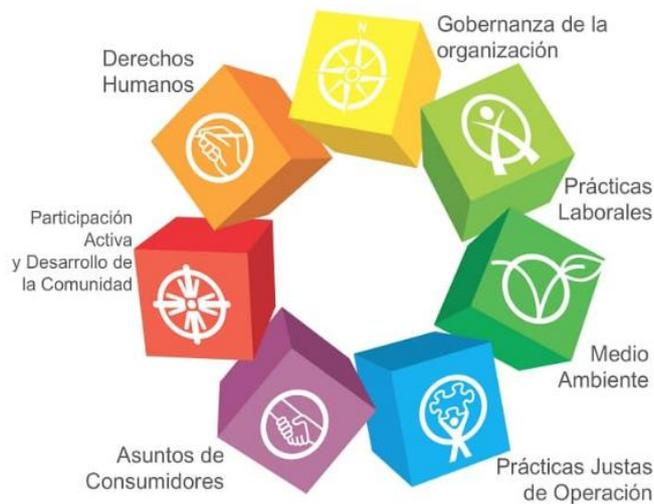 Gobernanza de la
organización
Derechos
Humanos
N
Prácticas
Laborales
Participación
Activa
y Desarrollo de
la Comunidad
Medio
Ambiente
Asuntos de
Consumidores
Prácticas Justas
de Operación